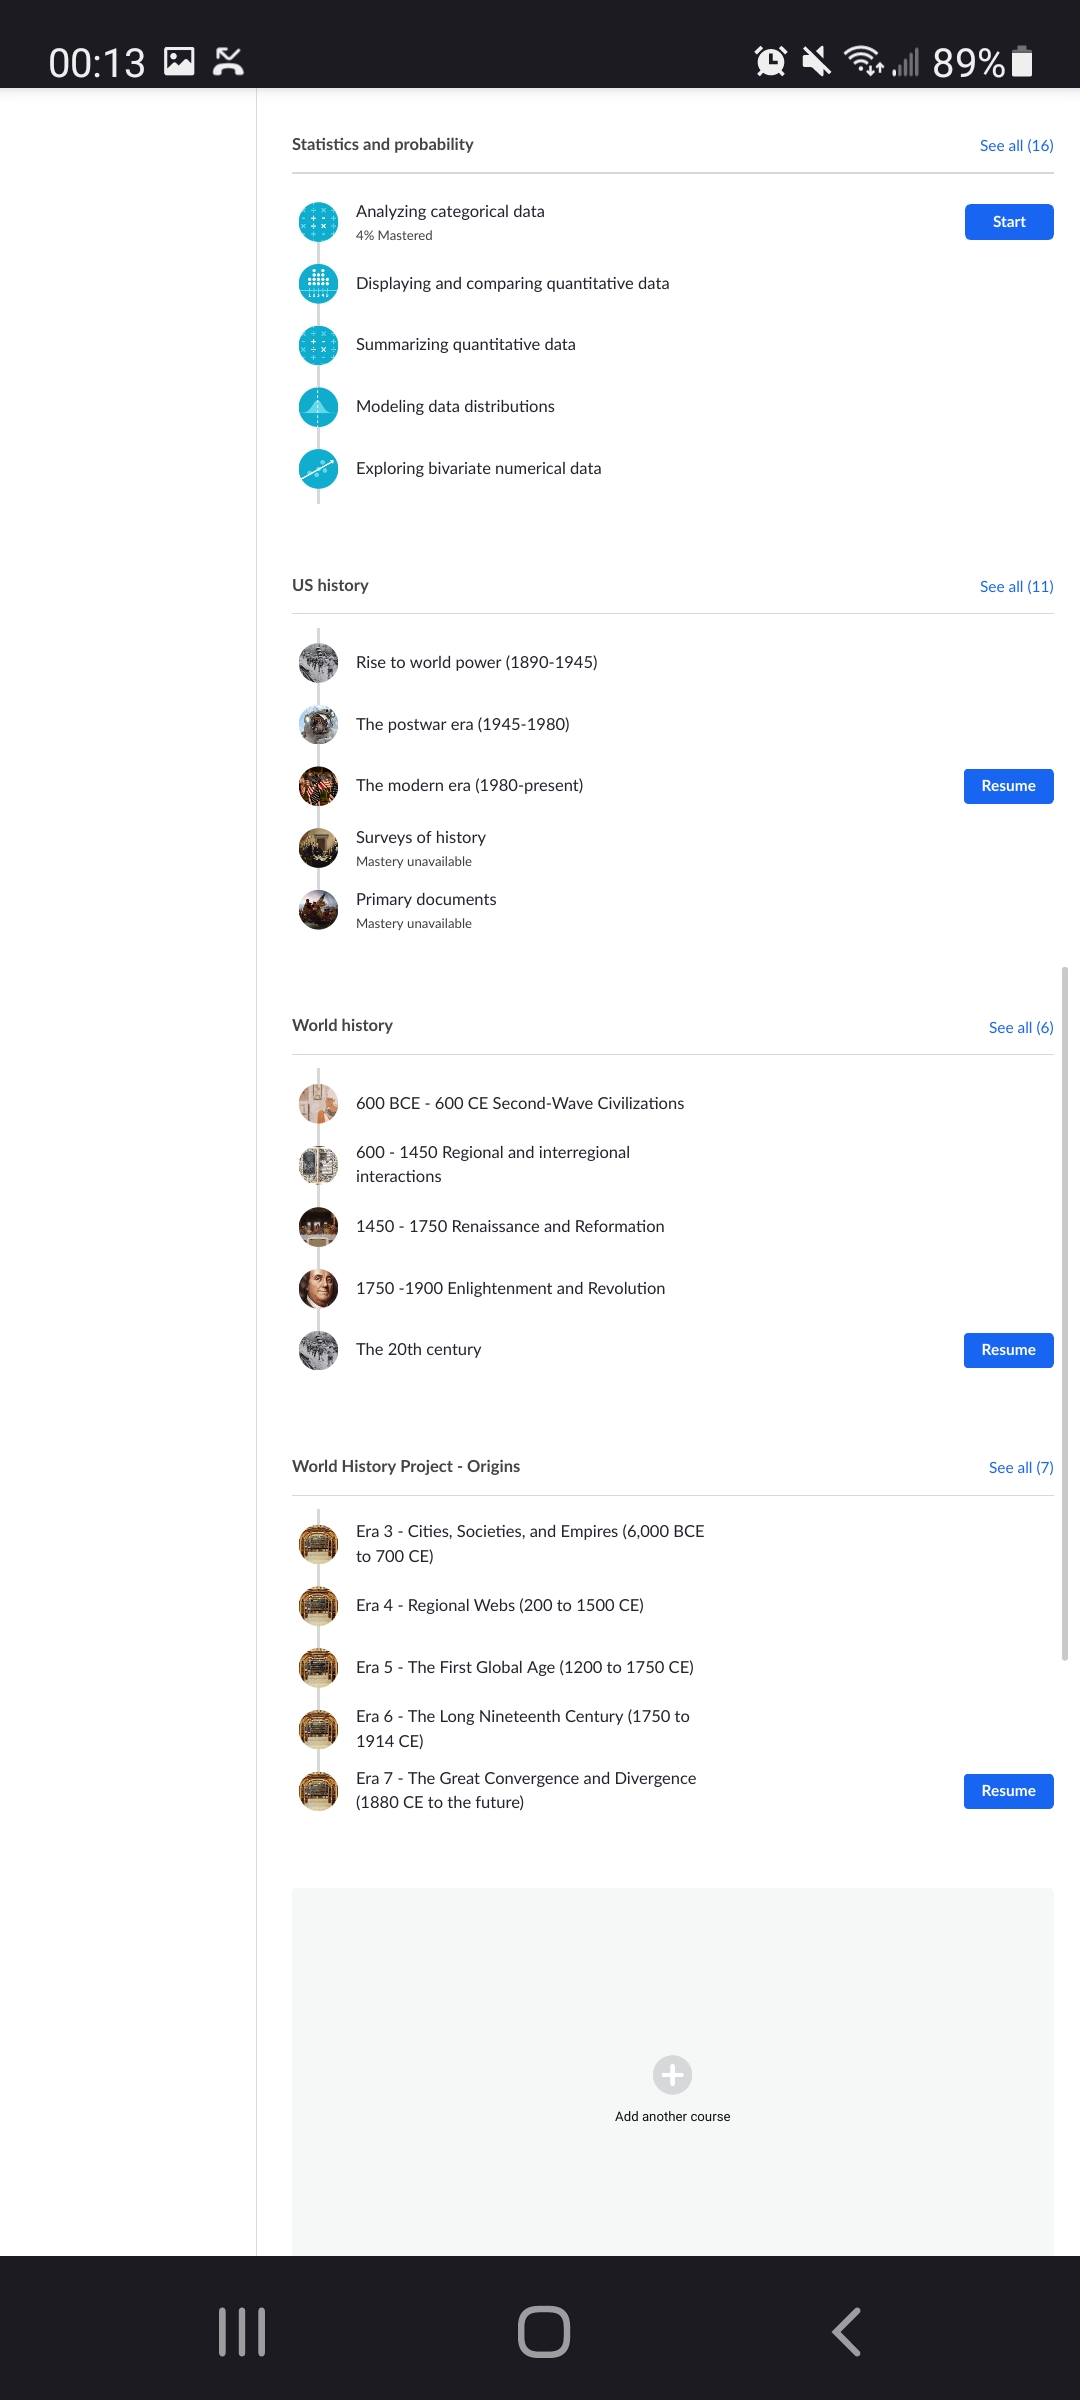 00:13
89%
Statistics and probability
See all (16)
Analyzing categorical data
4% Mastered
Start
Displaying and comparing quantitative data
Summarizing quantitative data
Modeling data distributions
Exploring bivariate numerical data
US history
See all (11)
Rise to world power (1890-1945)
The postwar era (1945-1980)
The modern era (1980-present)
Resume
Surveys of history
Mastery unavailable
Primary documents
Mastery unavailable
World history
See all (6)
600 BCE - 600 CE Second-Wave Civilizations
600 - 1450 Regional and interregional
interactions
1450 - 1750 Renaissance and Reformation
1750 -1900 Enlightenment and Revolution
The 20th century
Resume
World History Project - Origins
See all (7)
Era 3 - Cities, Societies, and Empires (6,000 BCE
to 700 CE)
Era 4 - Regional Webs (200 to 1500 CE)
Era 5 - The First Global Age (1200 to 1750 CE)
Era 6 - The Long Nineteenth Century (1750 to
1914 CE)
Era 7 - The Great Convergence and Divergence
(1880 CE to the future)
Resume
Add another course